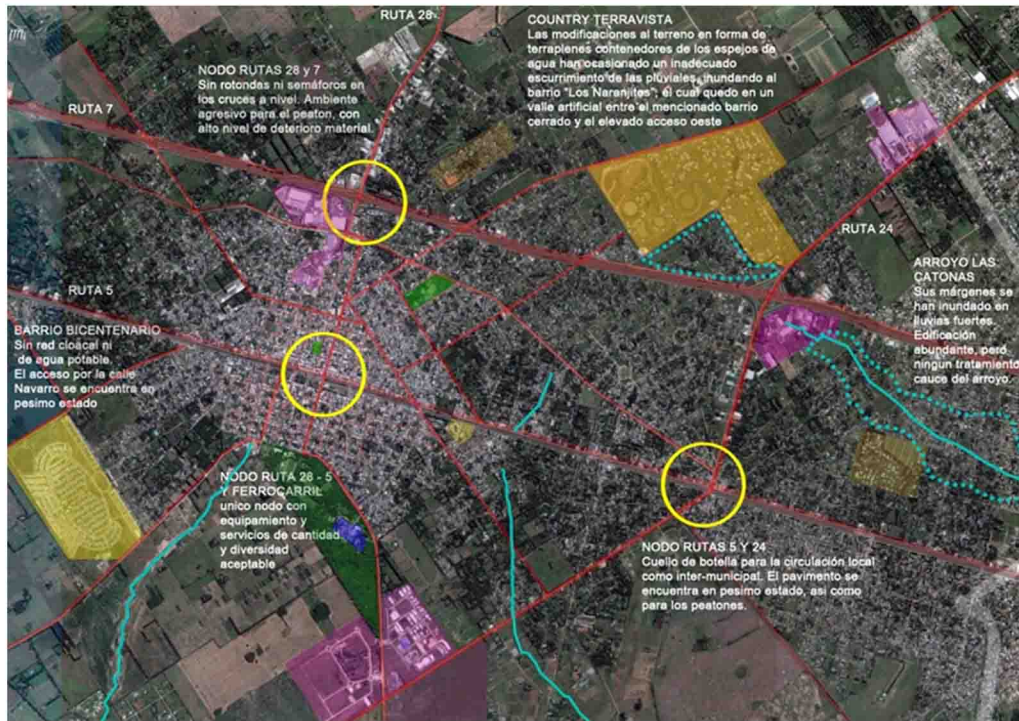 RUTA 28
COUNTRY TERRAVISTA
Las modificaciones al terreno en forma de
terraplenes contenedores de los espejos de
agua han ocasionado un inadecuado
escurrimiento de las pluviales, inundando al
barrio "Los Naranjitos"; el cual quedo en un
valle artificial entre el mencionado barrio
cerrado y el elevado acceso oeste
NODO RUTAS 28 y 7
Sin rotondas ni semáforos en
los cruces a nivel. Ambiente
agresivo para el peaton, con
alto nivel de deterioro material.
RUTA 7
RUTA 24
ARROYO LAS
CATONAS
Sus márgenes se
han inundado en
lluvias fuertes.
Edificación
abundante, pero
ningun tratamiento
cauce del arroyo.
RUTA 5
BARRIO BICENTENARIO
Sin red cloacal ni
de agua potable.
El acceso por la calle
Navarro se encuentra en
pesimo estado
NODO RUTA 28 - 5
Y FERROCARRIL
unico nodo con
equipamiento y
servicios de cantidad
y diversidad
aceptable
NODO RUTAS 5 Y 24
Cuello de botella para la circulación local
como inter-municipal. El pavimento se
encuentra en pesimo estado, asi como
para los peatones.